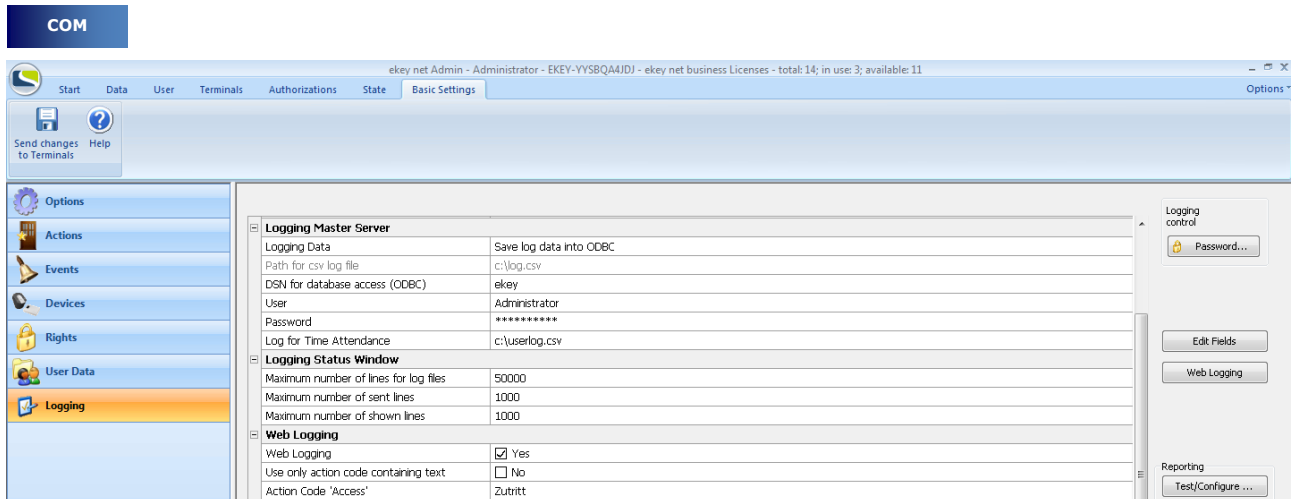 COM
ekey net Admin - Administrator - EKEY-YYSBQA4JDJ - ekey net business Licenses - total: 14; in use: 3; available: 11
Start Data User Terminals Authorizations State Basic Settings Options
Send changes to Terminals
Help
Options
Actions
Events
Devices
Rights
User Data
Logging
Logging Master Server
Logging Data Save log data into ODBC
Path for csv log file c:\log.csv
DSN for database access (ODBC) ekey
User Administrator
Password **********
Log for Time Attendance c:\userlog.csv
Logging Status Window
Maximum number of lines for log files 50000
Maximum number of sent lines 1000
Maximum number of shown lines 1000
Web Logging
Web Logging Yes
Use only action code containing text No
Action Code 'Access' Zutritt
Logging
control
Password...
Edit Fields
Web Logging
Reporting
Test/Configure ...